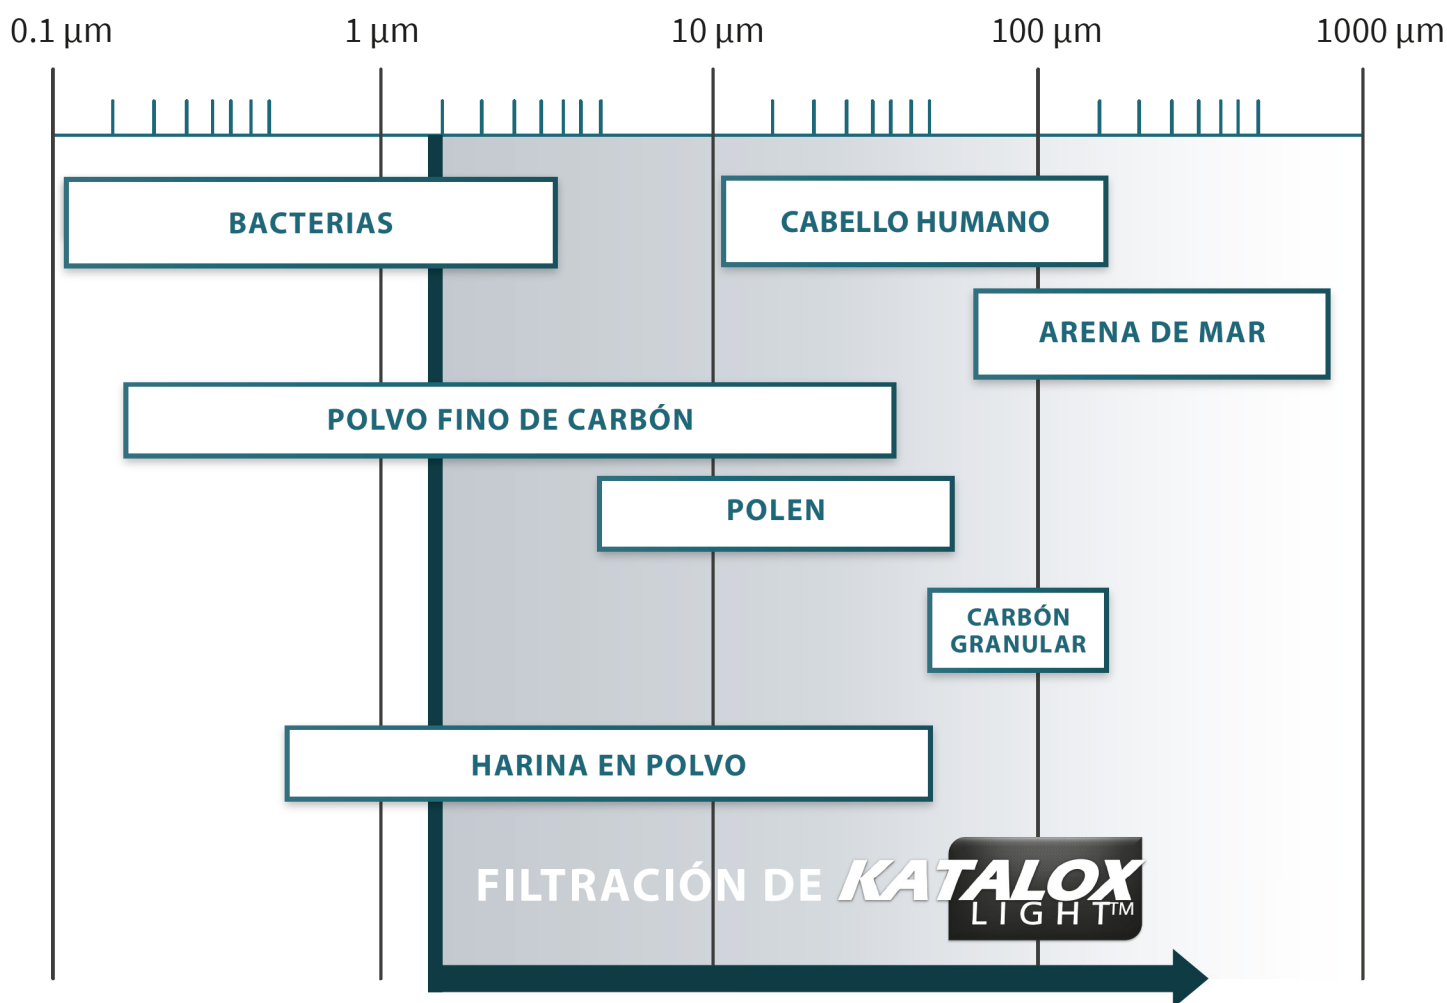 0.1 µm 1 µm 10 µm 100 µm 1000 µm
BACTERIAS
CABELLO HUMANO
ARENA DE MAR
POLVO FINO DE CARBÓN
POLEN
CARBÓN
GRANULAR
HARINA EN POLVO
FILTRACIÓN DE KATALOX
LIGHT™